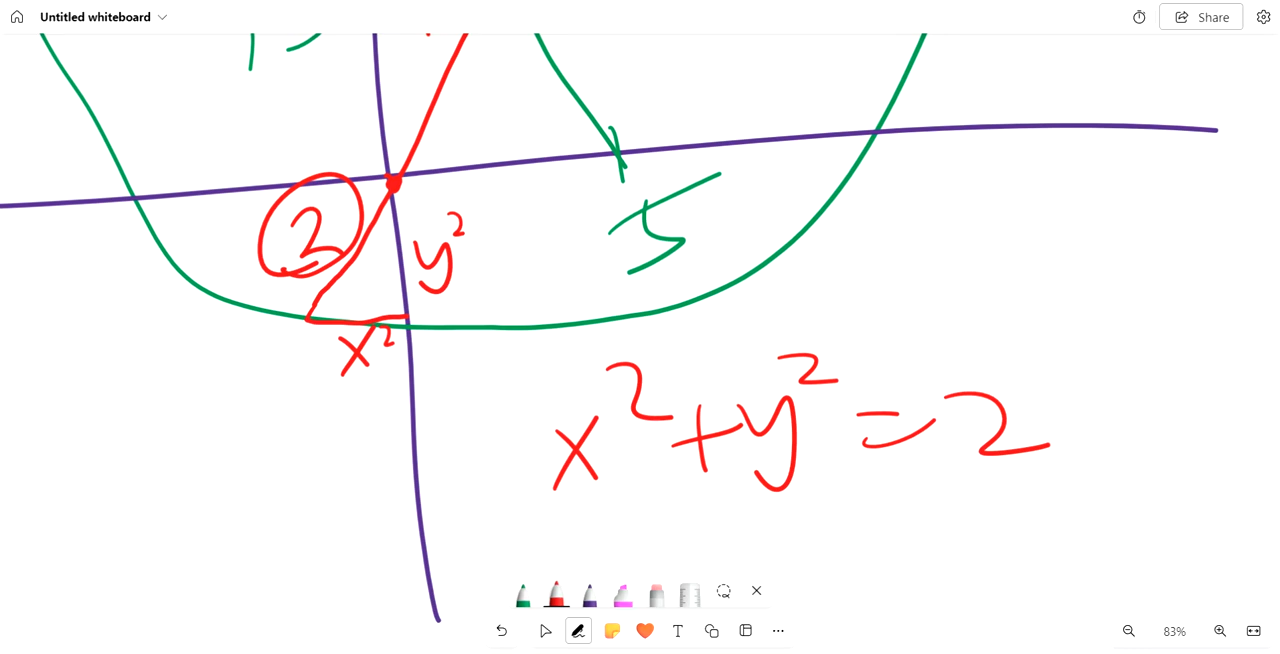 Untitled whiteboard
Share
5
2
y²
x²
x²+y²=2
T
83%